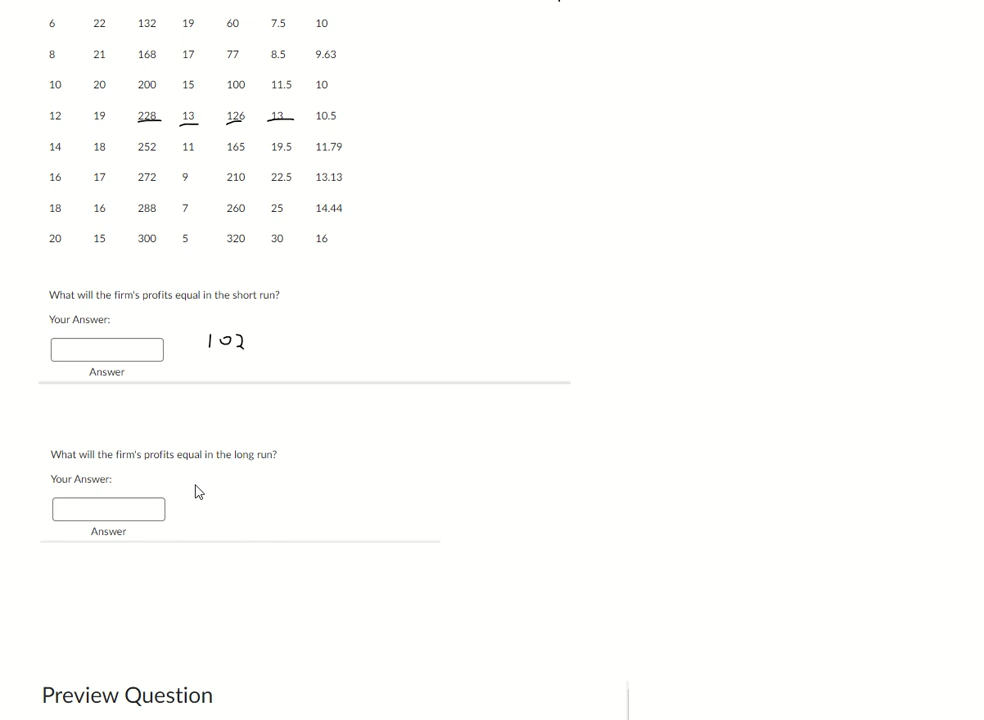 6 22 132 19 60 7.5 10
8 21 168 17 77 8.5 9.63
10 20 200 15 100 11.5 10
12 19 228 13 126 13 10.5
14 18 252 11 165 19.5 11.79
16 17 272 9 210 22.5 13.13
18 16 288 7 260 25 14.44
20 15 300 5 320 30 16
What will the firm's profits equal in the short run?
Your Answer:
102
Answer
What will the firm's profits equal in the long run?
Your Answer:
Answer
Preview Question